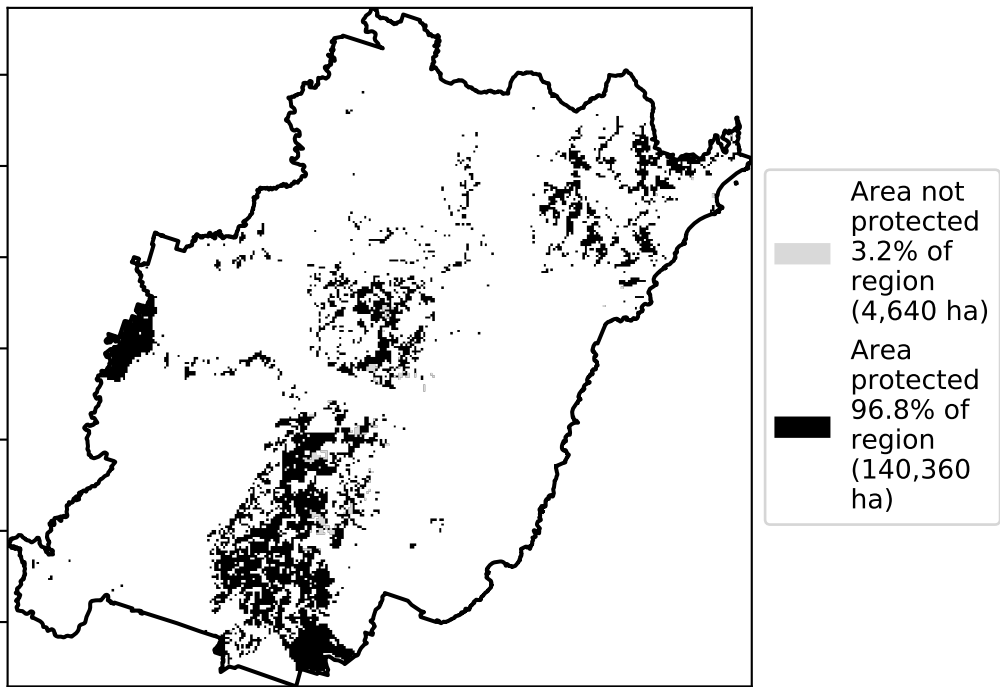 Area not
protected
3.2% of
region
(4,640 ha)
Area
protected
96.8% of
region
(140,360
ha)